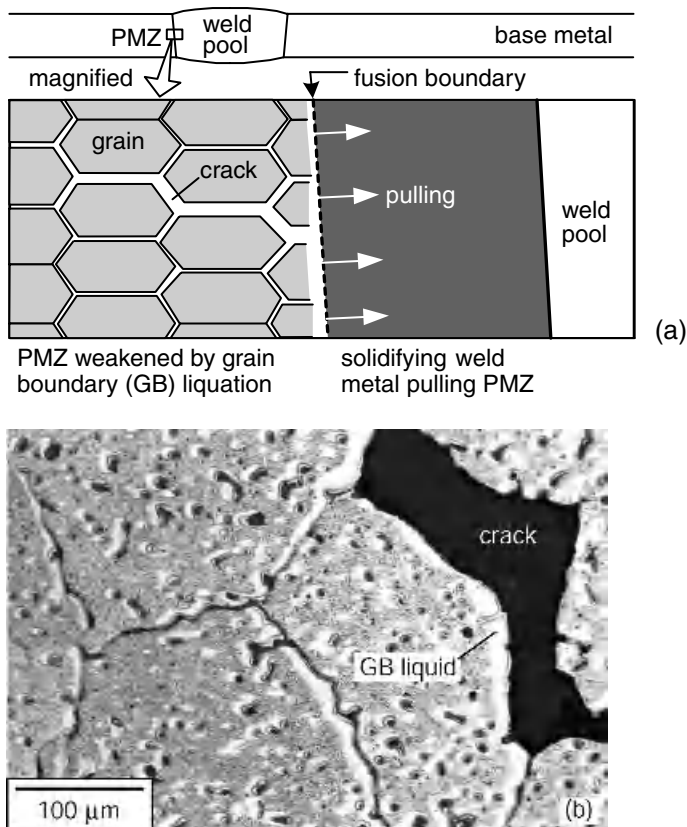 PMZ
weld
pool
base metal
magnified
fusion boundary
grain
crack
pulling
weld
pool
(a)
PMZ weakened by grain
boundary (GB) liquation
solidifying weld
metal pulling PMZ
crack
GB liquid
100 μm
(b)